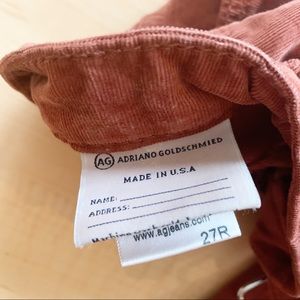 AG ADRIANO GOLDSCHMIED
MADE IN U.S.A
NAME:
ADDRESS:
www.agjeans.com
27R